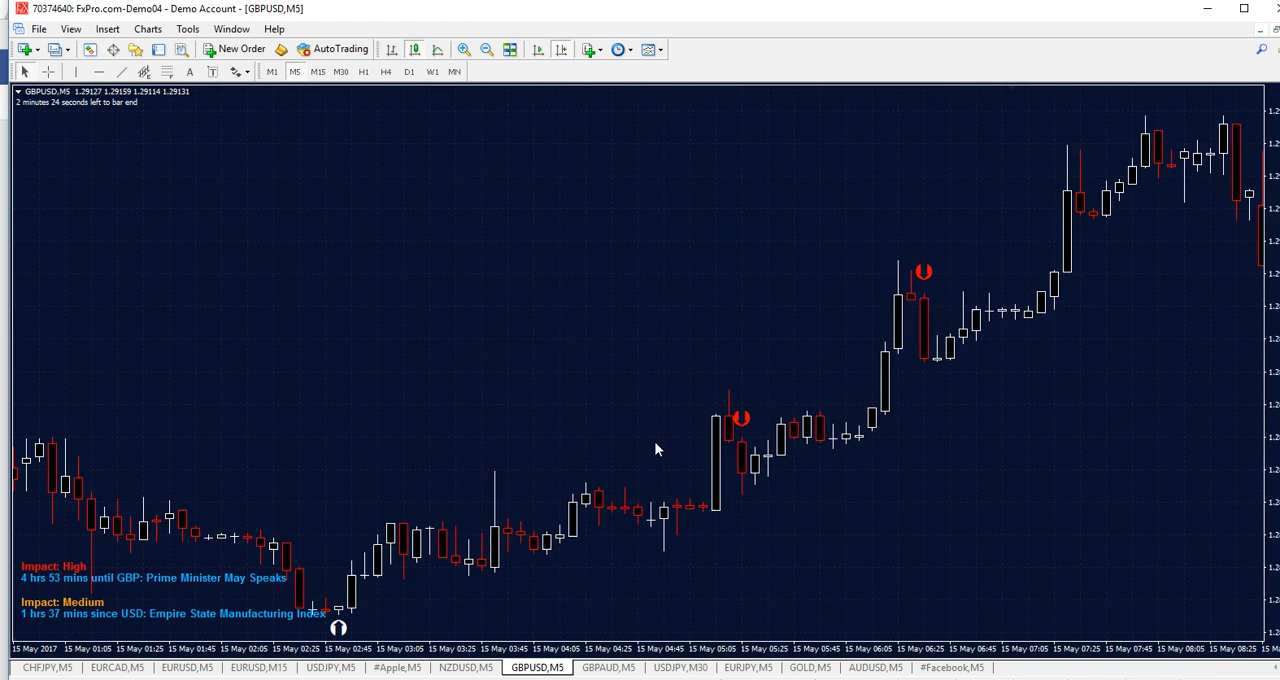 70374640: FxPro.com-Demo04 - Demo Account - [GBPUSD,M5]
File View Insert Charts Tools Window Help
New Order AutoTrading
A T M1 M5 M15 M30 H1 H4 D1 W1 MN
GBPUSD,M5 1.29127 1.29159 1.29114 1.29131
2 minutes 24 seconds left to bar end
Impact: High
4 hrs 53 mins until GBP: Prime Minister May Speaks
Impact: Medium
1 hrs 37 mins since USD: Empire State Manufacturing Index
15 May 2017 15 May 01:05 15 May 01:25 15 May 01:45 15 May 02:05 15 May 02:25 15 May 02:45 15 May 03:05 15 May 03:25 15 May 03:45 15 May 04:05 15 May 04:25 15 May 04:45 15 May 05:05 15 May 05:25 15 May 05:45 15 May 06:05 15 May 06:25 15 May 06:45 15 May 07:05 15 May 07:25 15 May 07:45 15 May 08:05 15 May 08:25
CHFJPY,M5 EURCAD,M5 EURUSD,M5 EURUSD,M15 USDJPY,M5 #Apple,M5 NZDUSD,M5 GBPUSD,M5 GBPAUD,M5 USDJPY,M30 EURJPY,M5 GOLD,M5 AUDUSD,M5 #Facebook,M5